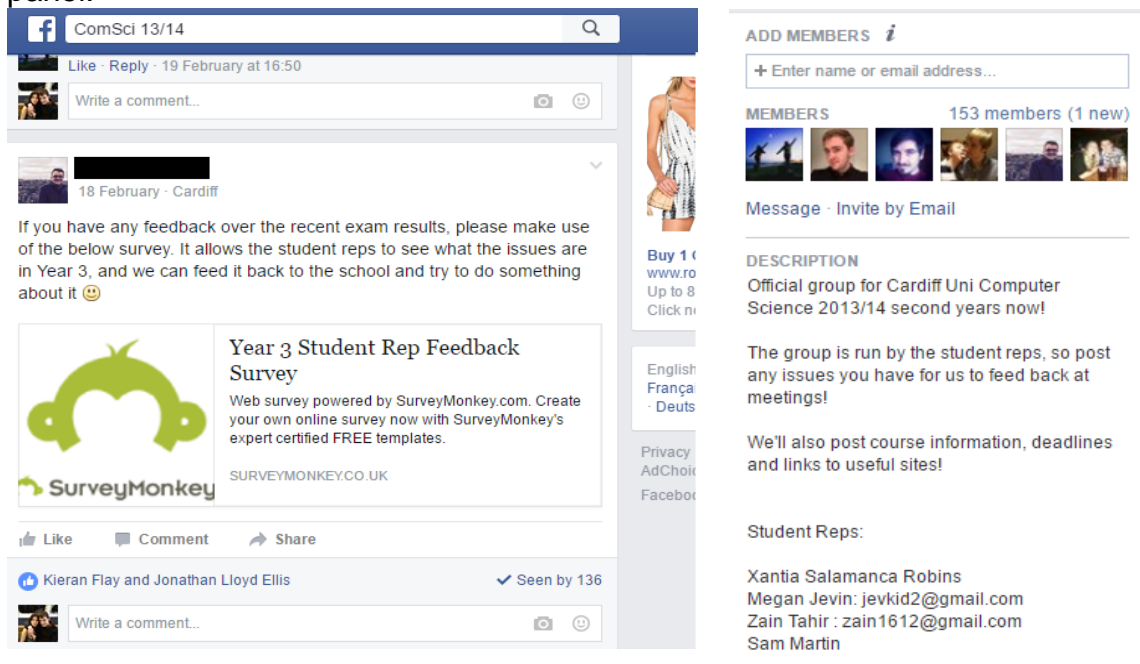 ComSci 13/14
Like · Reply · 19 February at 16:50
Write a comment...
18 February · Cardiff
If you have any feedback over the recent exam results, please make use
of the below survey. It allows the student reps to see what the issues are
in Year 3, and we can feed it back to the school and try to do something
about it
Year 3 Student Rep Feedback
Survey
Web survey powered by SurveyMonkey.com. Create
your own online survey now with SurveyMonkey's
expert certified FREE templates.
SURVEYMONKEY.CO.UK
SurveyMonkey
Like Comment Share
Kieran Flay and Jonathan Lloyd Ellis
Seen by 136
Write a comment...
Buy 1
www.ro
Up to 8
Click
English
França
· Deuts
Privacy
AdChoic
Facebo
ADD MEMBERS i
+ Enter name or email address...
MEMBERS 153 members (1 new)
Message · Invite by Email
DESCRIPTION
Official group for Cardiff Uni Computer
Science 2013/14 second years now!
The group is run by the student reps, so post
any issues you have for us to feed back at
meetings!
We'll also post course information, deadlines
and links to useful sites!
Student Reps:
Xantia Salamanca Robins
Megan Jevin: jevkid2@gmail.com
Zain Tahir : zain1612@gmail.com
Sam Martin